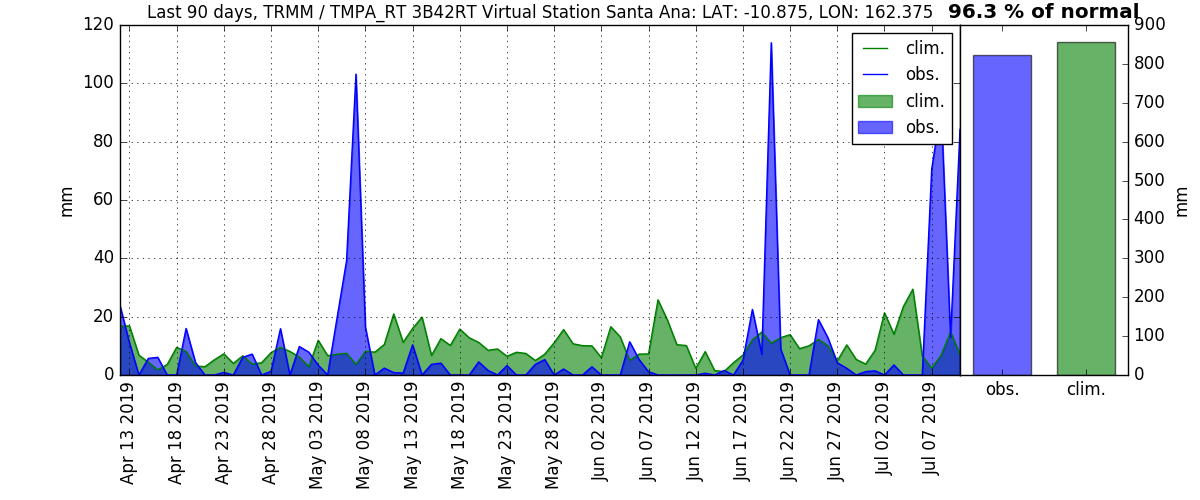 Last 90 days, TRMM / TMPA_RT 3B42RT Virtual Station Santa Ana: LAT: -10.875, LON: 162.375
96.3 % of normal
120
100
80
60
40
20
0
mm
clim.
obs.
clim.
obs.
900
800
700
600
500
400
300
200
100
0
mm
Apr 13 2019
Apr 18 2019
Apr 23 2019
Apr 28 2019
May 03 2019
May 08 2019
May 13 2019
May 18 2019
May 23 2019
May 28 2019
Jun 02 2019
Jun 07 2019
Jun 12 2019
Jun 17 2019
Jun 22 2019
Jun 27 2019
Jul 02 2019
Jul 07 2019
obs.
clim.